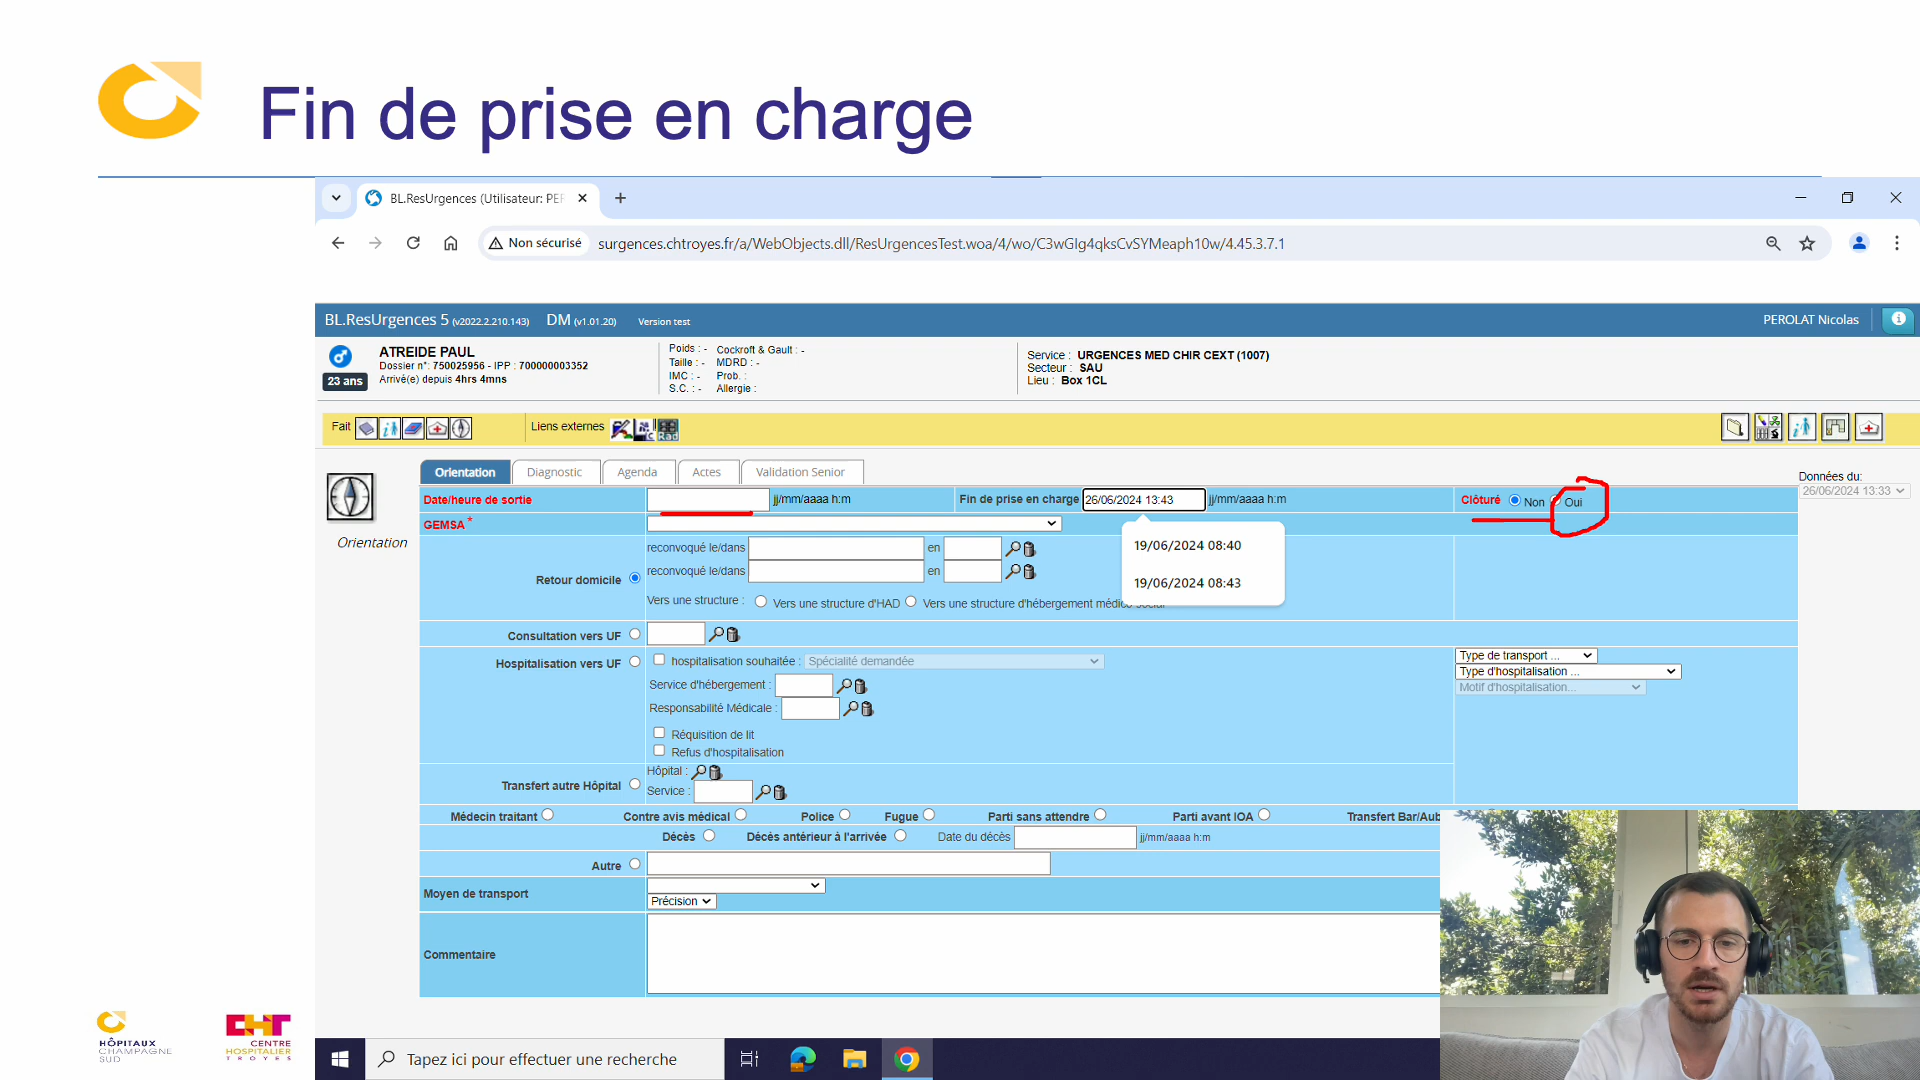 Fin de prise en charge
BL.ResUrgences (Utilisateur: PER
Non sécurisé
surgences.chtroyes.fr/a/WebObjects.dll/ResUrgencesTest.woa/4/wo/C3wGIg4qksCvSYMeaph10w/4.45.3.7.1
BL.ResUrgences 5 (v2022.2.210.143) DM (v1.01.20) Version test
PEROLAT Nicolas
23 ans
ATREIDE PAUL
Dossier n°: 750025956 - IPP : 700000003352
Arrivé(e) depuis 4hrs 4mns
Poids : - Cockroft & Gault : -
Taille : - MDRD : -
IMC : - Prob. :
S.C. : - Allergie :
Service : URGENCES MED CHIR CEXT (1007)
Secteur : SAU
Lieu : Box 1CL
Fait
Liens externes
Orientation Diagnostic Agenda Actes Validation Senior
Données du:
26/06/2024 13:33
Orientation
Date/heure de sortie jj/mm/aaaa h:m Fin de prise en charge 26/06/2024 13:43 jj/mm/aaaa h:m Clôturé Non Oui
GEMSA *
19/06/2024 08:40
19/06/2024 08:43
Retour domicile
reconvoqué le/dans en
reconvoqué le/dans en
Vers une structure : Vers une structure d'HAD Vers une structure d'hébergement médico social
Consultation vers UF
Hospitalisation vers UF hospitalisation souhaitée : Spécialité demandée
Service d'hébergement :
Responsabilité Médicale :
Réquisition de lit
Refus d'hospitalisation
Type de transport ...
Type d'hospitalisation ...
Motif d'hospitalisation...
Transfert autre Hôpital
Hôpital :
Service :
Médecin traitant Contre avis médical Police Fugue Parti sans attendre Parti avant IOA Transfert Bar/Aub
Décès Décès antérieur à l'arrivée Date du décès jj/mm/aaaa h:m
Autre
Moyen de transport
Précision
Commentaire
HÔPITAUX
CHAMPAGNE
SUD
CHT
CENTRE
HOSPITALIER
TROYES
Tapez ici pour effectuer une recherche